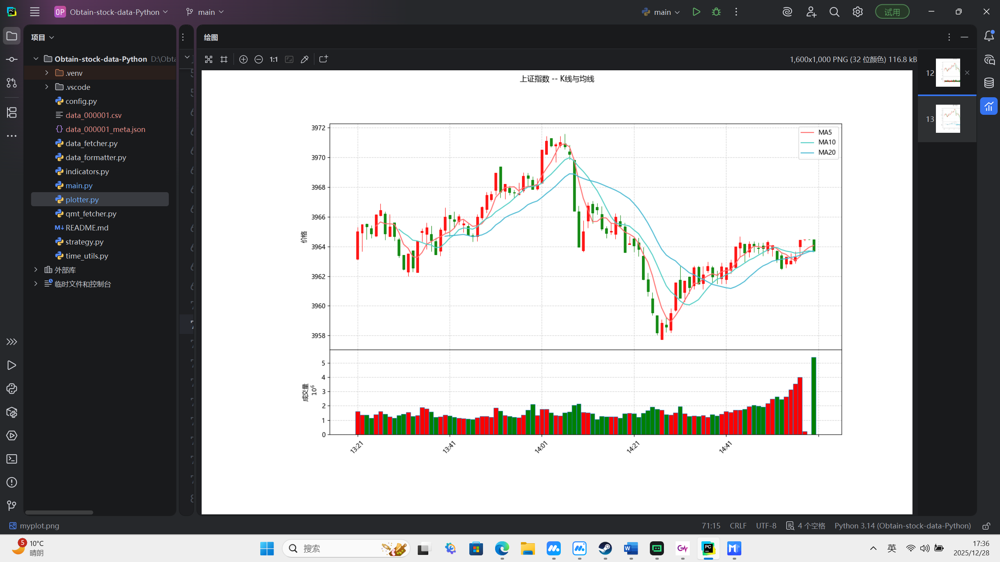 PC
OP Obtain-stock-data-Python
main
main
试用
项目
Obtain-stock-data-Python D:\Obta
.venv
.vscode
config.py
data_000001.csv
data_000001_meta.json
data_fetcher.py
data_formatter.py
indicators.py
main.py
plotter.py
qmt_fetcher.py
M↓ README.md
strategy.py
time_utils.py
外部库
临时文件和控制台
绘图
1:1
1,600x1,000 PNG (32 位颜色) 116.8 kB
12
13
上证指数 -- K线与均线
MA5
MA10
MA20
价格
3972
3970
3968
3966
3964
3962
3960
3958
成交量
10⁶
5
4
3
2
1
0
13:21
13:41
14:01
14:21
14:41
myplot.png
71:15
CRLF
UTF-8
4 个空格
Python 3.14 (Obtain-stock-data-Python)
5
10°C
晴朗
搜索
W
PC
英
17:36
2025/12/28